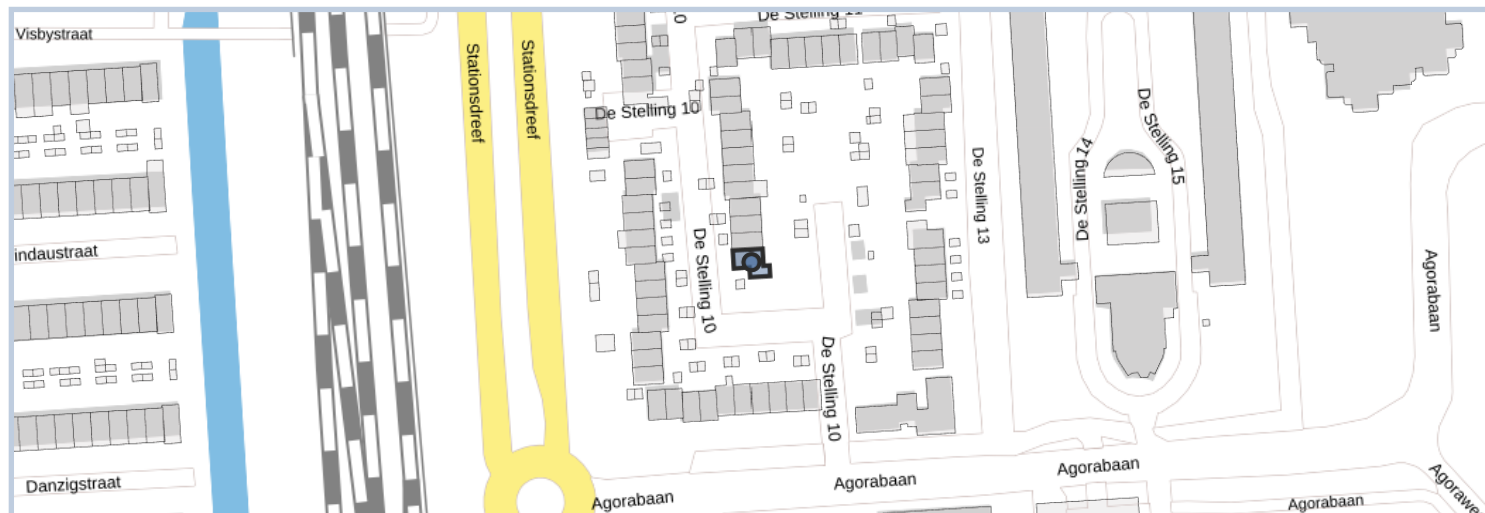 De Stelling 11
Visbystraat
Stationsdreef
Stationsdreef
De Stelling 10
De Stelling 15
De Stelling 14
De Stelling 13
indaustraat
De Stelling 10
Agorabaan
De Stelling 10
Agorabaan
Agorawe
Agorabaan
Danzigstraat
Agorabaan
Agorabaan